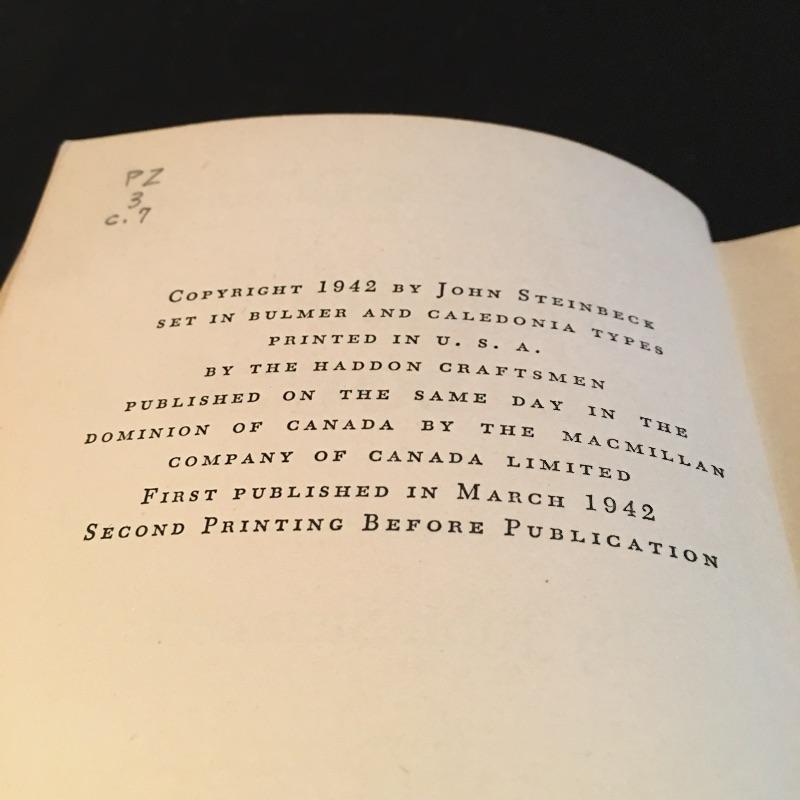 PZ
3
c. 7
Copyright 1942 by John Steinbeck
set in bulmer and caledonia types
printed in u. s. a.
by the haddon craftsmen
published on the same day in the
dominion of canada by the macmillan
company of canada limited
First published in March 1942
Second Printing Before Publication